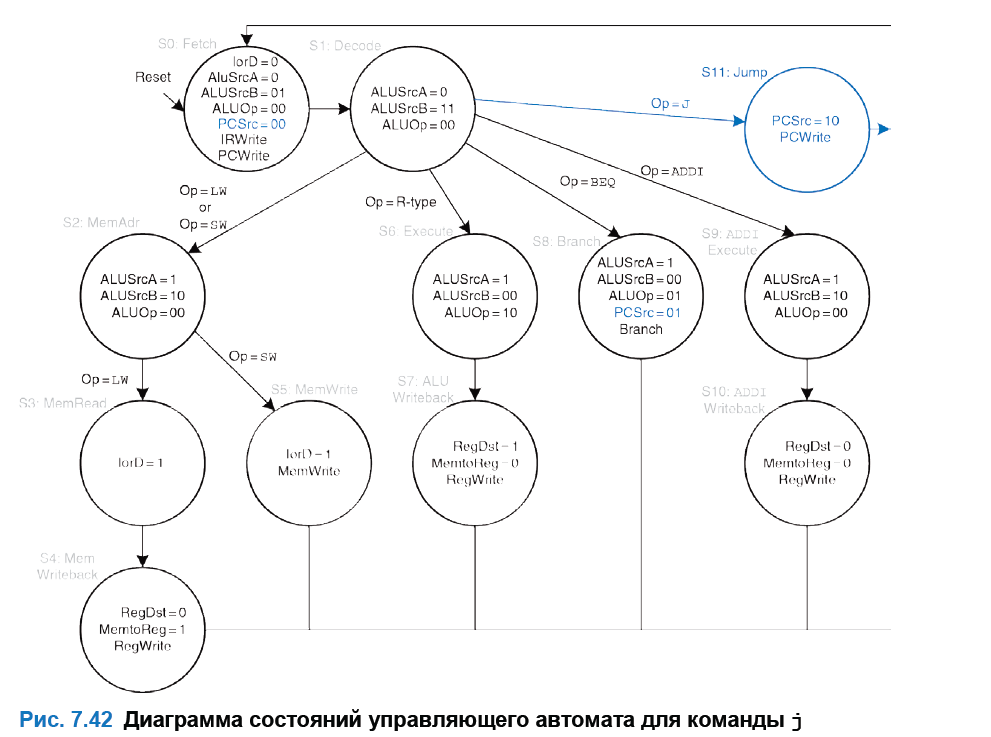 S0: Fetch
S1: Decode
Reset
IorD = 0
AluSrcA = 0
ALUSrcB = 01
ALUOp = 00
PCSrc = 00
IRWrite
PCWrite
ALUSrcA = 0
ALUSrcB = 11
ALUOp = 00
S11: Jump
Op = J
PCSrc = 10
PCWrite
Op = LW
or
Op = SW
Op = R-type
Op = BEQ
Op = ADDI
S2: MemAdr
S6: Execute
S8: Branch
S9: ADDI
Execute
ALUSrcA = 1
ALUSrcB = 10
ALUOp = 00
ALUSrcA = 1
ALUSrcB = 00
ALUOp = 10
ALUSrcA = 1
ALUSrcB = 00
ALUOp = 01
PCSrc = 01
Branch
ALUSrcA = 1
ALUSrcB = 10
ALUOp = 00
Op = LW
Op = SW
S3: MemRead
S5: MemWrite
S7: ALU
Writeback
S10: ADDI
Writeback
IorD = 1
IorD = 1
MemWrite
RegDst = 1
MemtoReg = 0
RegWrite
RegDst = 0
MemtoReg = 0
RegWrite
S4: Mem
Writeback
RegDst = 0
MemtoReg = 1
RegWrite
Рис. 7.42 Диаграмма состояний управляющего автомата для команды j